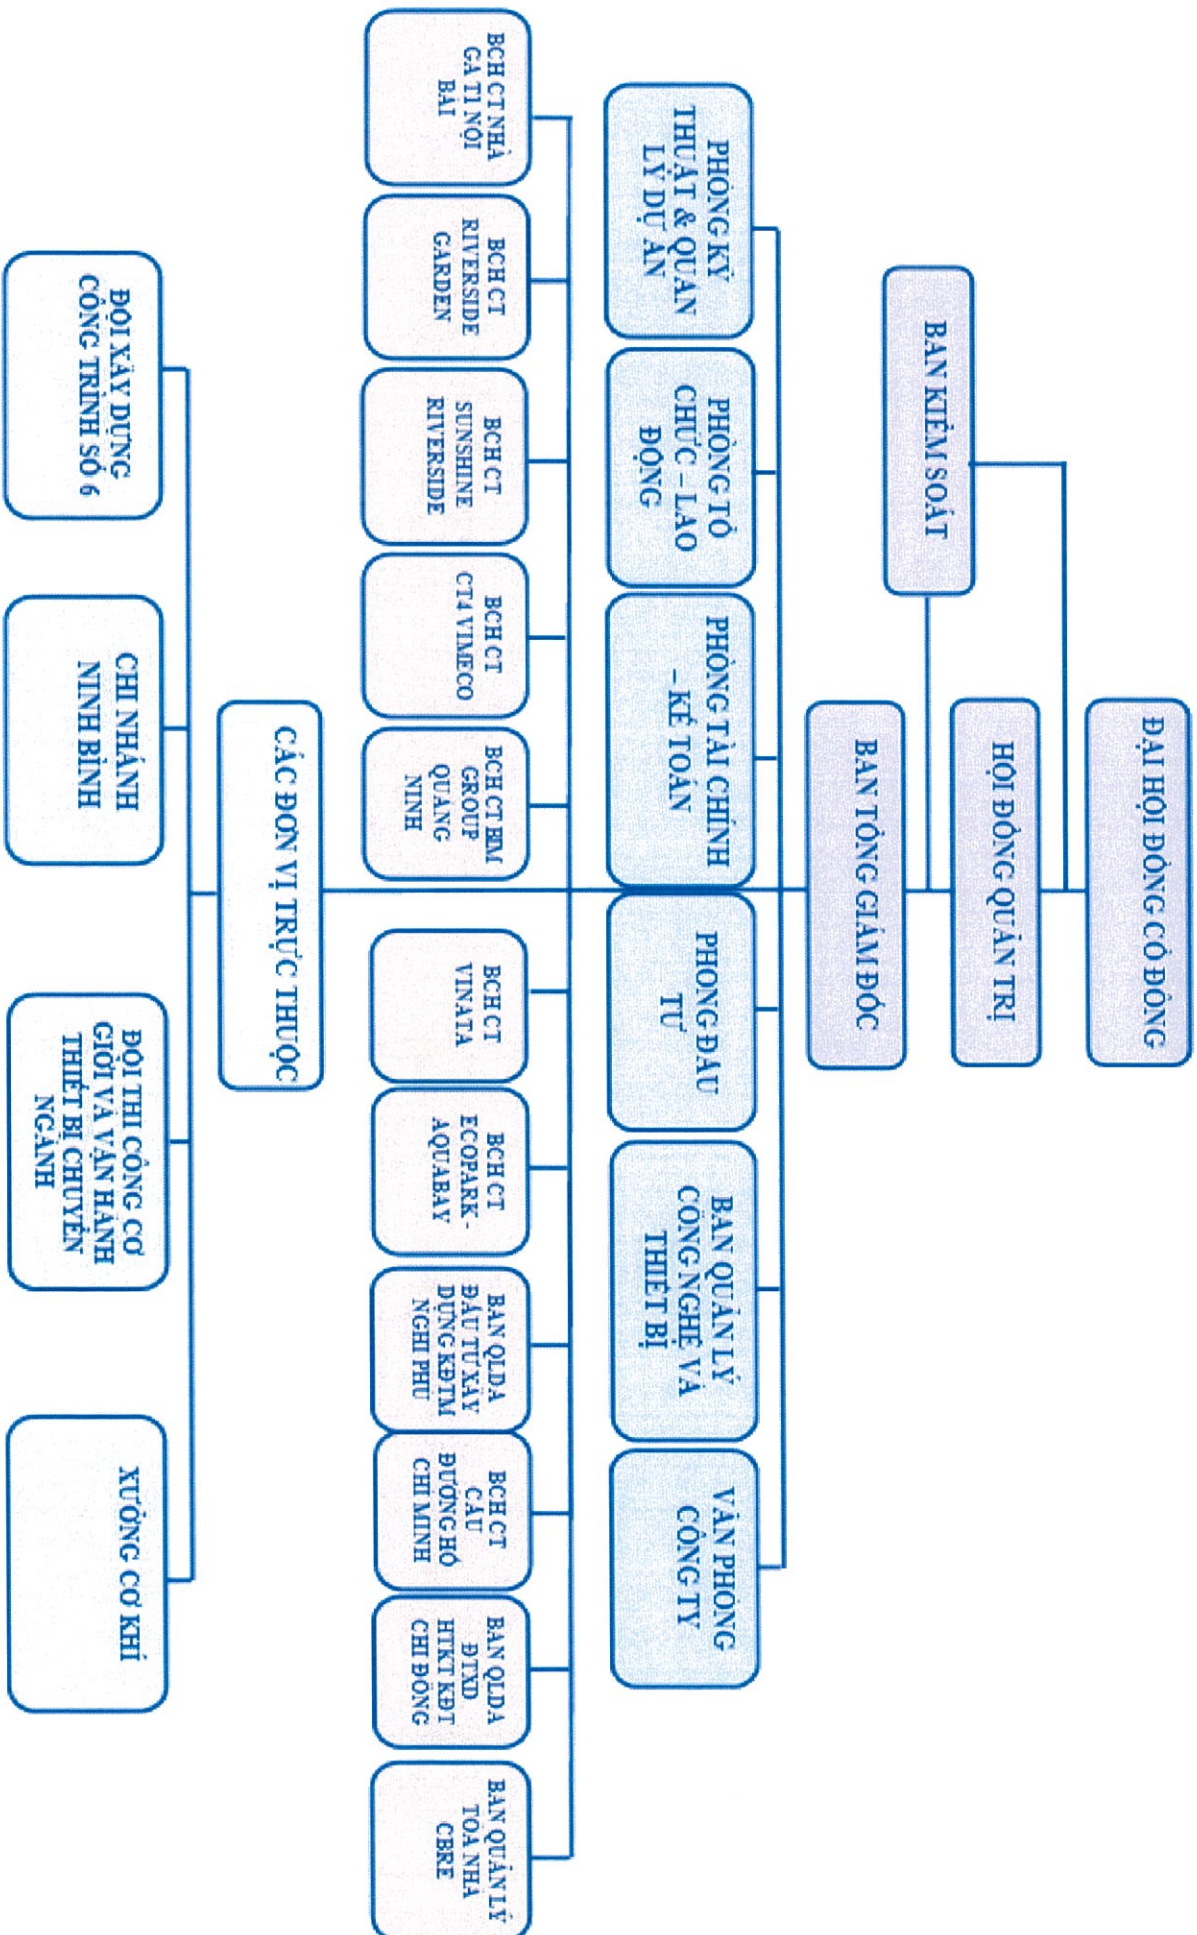 ĐẠI HỘI ĐỒNG CỔ ĐÔNG
HỘI ĐỒNG QUẢN TRỊ
BAN KIỂM SOÁT
BAN TỔNG GIÁM ĐỐC
PHÒNG KỸ
THUẬT & QUẢN
LÝ DỰ ÁN
PHÒNG TỔ
CHỨC – LAO
ĐỘNG
PHÒNG TÀI CHÍNH
– KẾ TOÁN
PHÒNG ĐẦU
TƯ
BAN QUẢN LÝ
CÔNG NGHỆ VÀ
THIẾT BỊ
VĂN PHÒNG
CÔNG TY
BCH CT NHÀ
GA T1 NỘI
BÀI
BCH CT
RIVERSIDE
GARDEN
BCH CT
SUNSHINE
RIVERSIDE
BCH CT
CT4 VIMECO
BCH CT BIM
GROUP
QUẢNG
NINH
BCH CT
VINATA
BCH CT
ECOPARK -
AQUABAY
BAN QLDA
ĐẦU TƯ XÂY
DỰNG KĐTM
NGHI PHÚ
BCH CT
CẦU
ĐƯỜNG HỒ
CHÍ MINH
BAN QLDA
ĐTXD
HTKT KĐT
CHI ĐÔNG
BAN QUẢN LÝ
TÒA NHÀ
CBRE
CÁC ĐƠN VỊ TRỰC THUỘC
ĐỘI XÂY DỰNG
CÔNG TRÌNH SỐ 6
CHI NHÁNH
NINH BÌNH
ĐỘI THI CÔNG CƠ
GIỚI VÀ VẬN HÀNH
THIẾT BỊ CHUYÊN
NGÀNH
XƯỞNG CƠ KHÍ